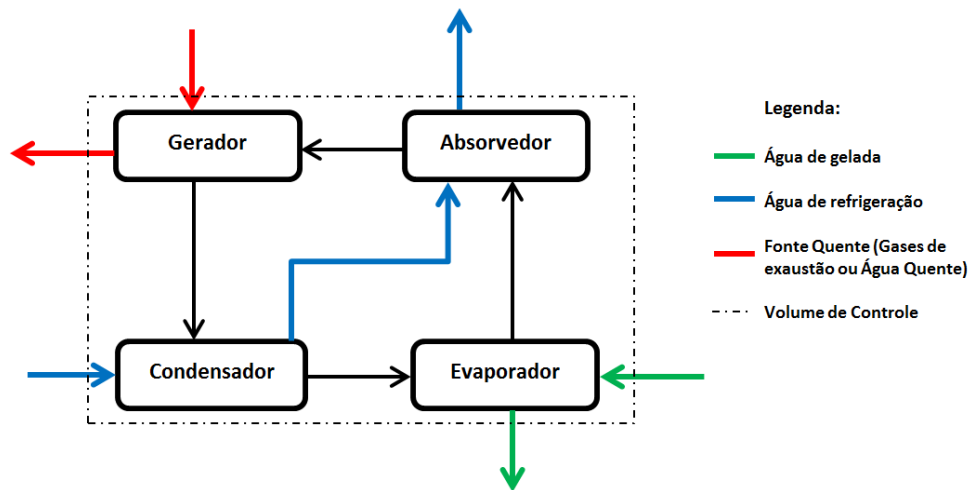 Gerador
Absorvedor
Condensador
Evaporador
Legenda:
Água de gelada
Água de refrigeração
Fonte Quente (Gases de
exaustão ou Água Quente)
Volume de Controle